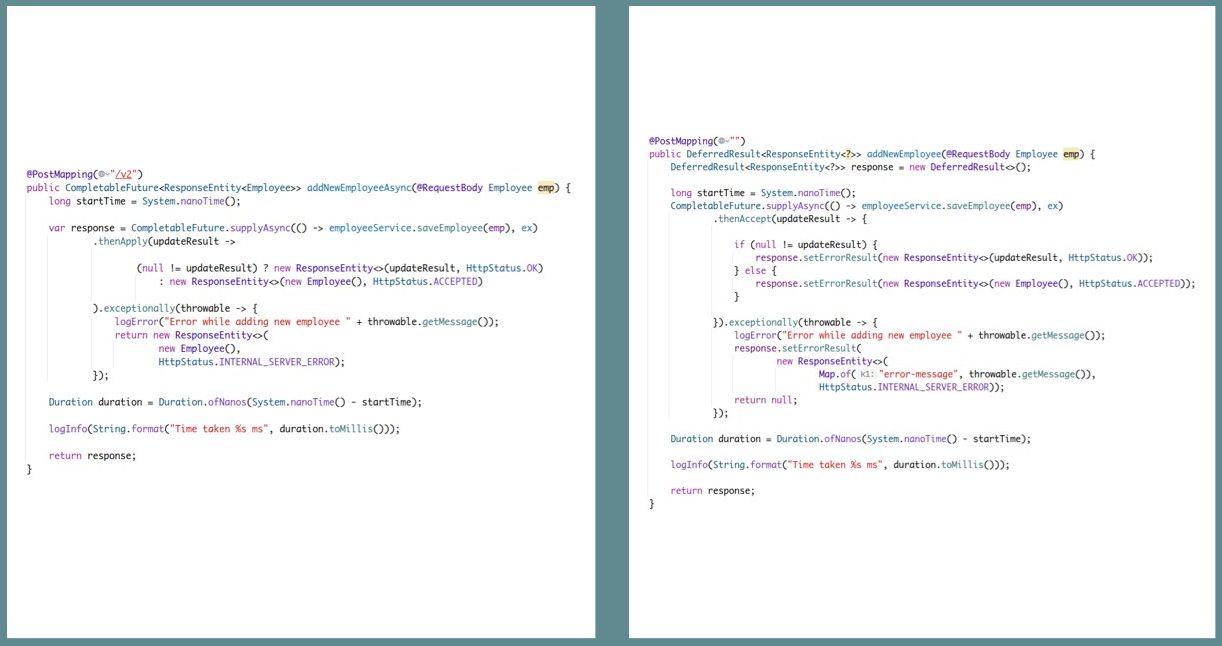 @PostMapping("/v2")
public CompletableFuture<ResponseEntity<Employee>> addNewEmployeeAsync(@RequestBody Employee emp) {
long startTime = System.nanoTime();
var response = CompletableFuture.supplyAsync(() -> employeeService.saveEmployee(emp), ex)
.thenApply(updateResult ->
(null != updateResult) ? new ResponseEntity<>(updateResult, HttpStatus.OK)
: new ResponseEntity<>(new Employee(), HttpStatus.ACCEPTED)
).exceptionally(throwable -> {
logError("Error while adding new employee " + throwable.getMessage());
return new ResponseEntity<>(
new Employee(),
HttpStatus.INTERNAL_SERVER_ERROR);
});
Duration duration = Duration.ofNanos(System.nanoTime() - startTime);
logInfo(String.format("Time taken %s ms", duration.toMillis()));
return response;
}
@PostMapping("")
public DeferredResult<ResponseEntity<?>> addNewEmployee(@RequestBody Employee emp) {
DeferredResult<ResponseEntity<?>> response = new DeferredResult<>();
long startTime = System.nanoTime();
CompletableFuture.supplyAsync(() -> employeeService.saveEmployee(emp), ex)
.thenAccept(updateResult -> {
if (null != updateResult) {
response.setErrorResult(new ResponseEntity<>(updateResult, HttpStatus.OK));
} else {
response.setErrorResult(new ResponseEntity<>(new Employee(), HttpStatus.ACCEPTED));
}
}).exceptionally(throwable -> {
logError("Error while adding new employee " + throwable.getMessage());
response.setErrorResult(
new ResponseEntity<>(
Map.of( k1: "error-message", throwable.getMessage()),
HttpStatus.INTERNAL_SERVER_ERROR));
return null;
});
Duration duration = Duration.ofNanos(System.nanoTime() - startTime);
logInfo(String.format("Time taken %s ms", duration.toMillis()));
return response;
}